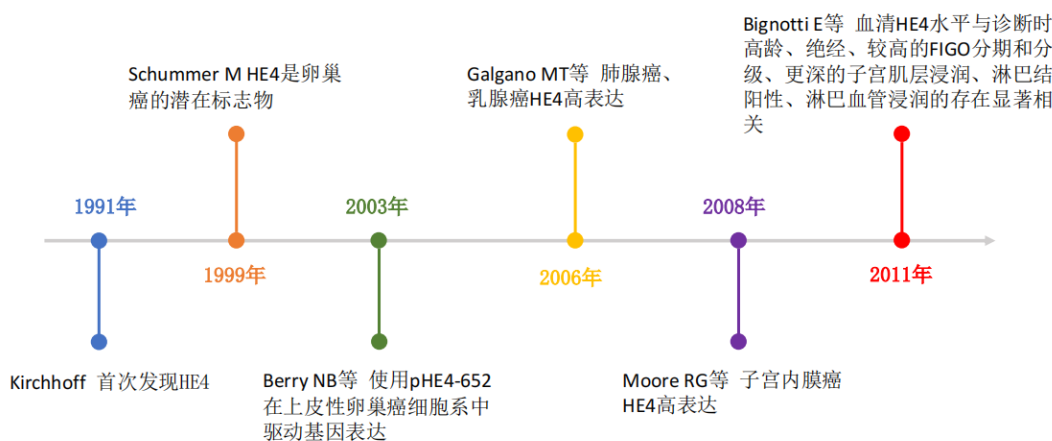 Bignotti E等 血清HE4水平与诊断时
高龄、绝经、较高的FIGO分期和分
级、更深的子宫肌层浸润、淋巴结
阳性、淋巴血管浸润的存在显著相
关
Schummer M HE4是卵巢
癌的潜在标志物
Galgano MT等 肺腺癌、
乳腺癌HE4高表达
1991年
2003年
2008年
1999年
2006年
2011年
Kirchhoff 首次发现HE4
Berry NB等 使用pHE4-652
在上皮性卵巢癌细胞系中
驱动基因表达
Moore RG等 子宫内膜癌
HE4高表达